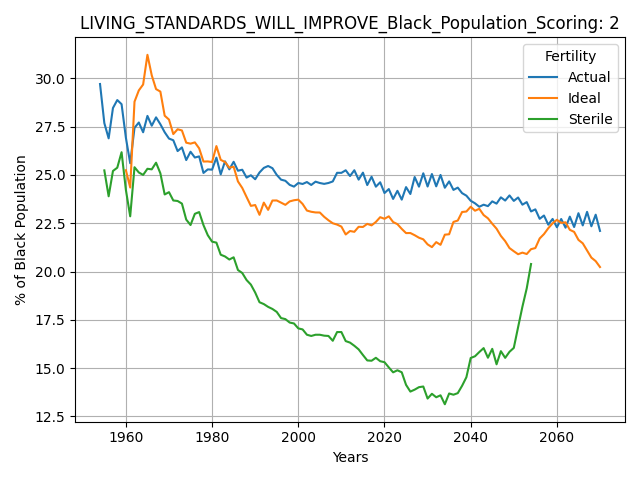 LIVING_STANDARDS_WILL_IMPROVE_Black_Population_Scoring: 2
Fertility
Actual
Ideal
Sterile
% of Black Population
30.0
27.5
25.0
22.5
20.0
17.5
15.0
12.5
1960 1980 2000 2020 2040 2060
Years